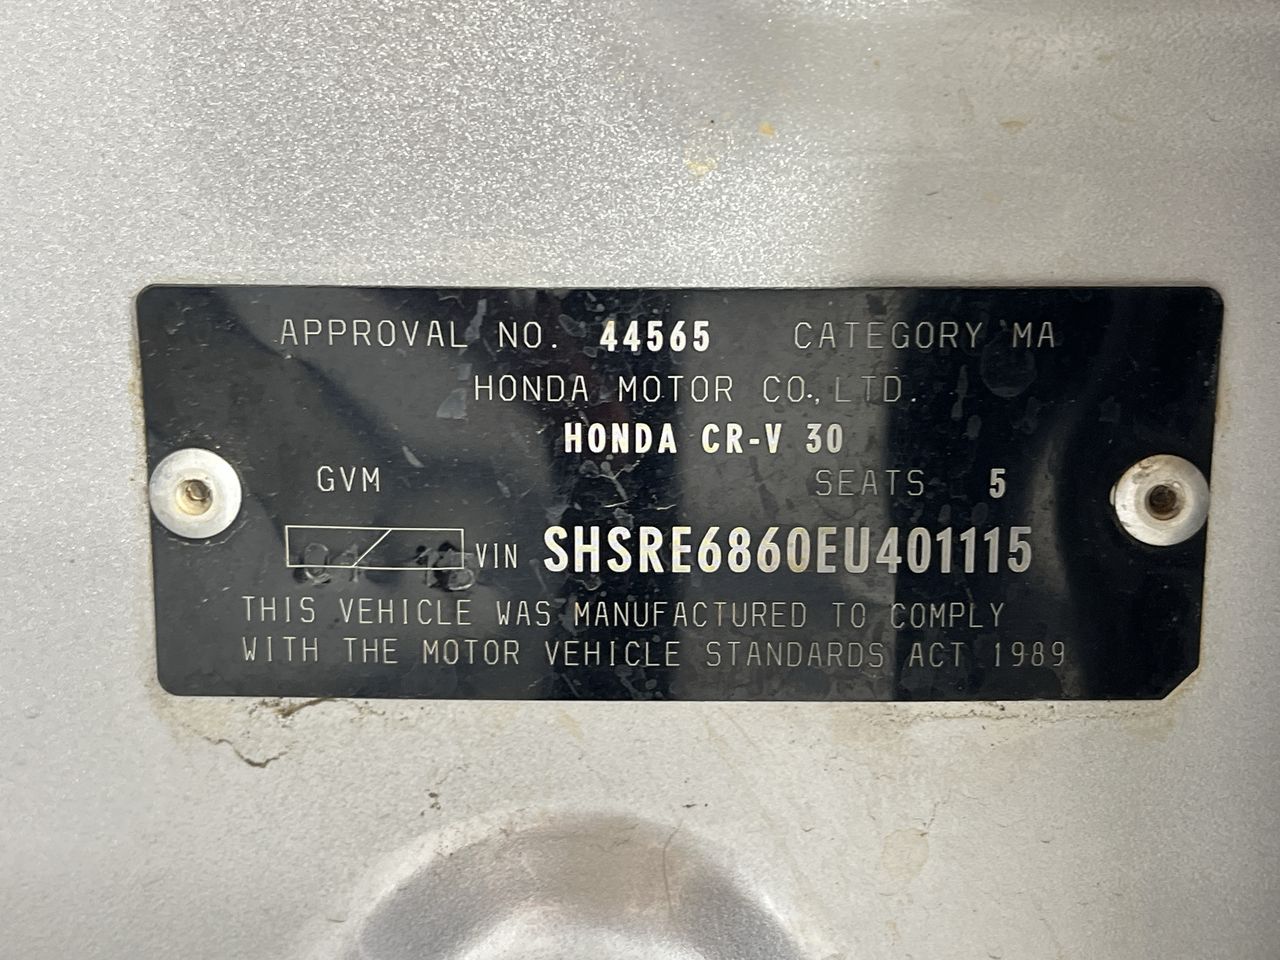 APPROVAL NO. 44565 CATEGORY MA
HONDA MOTOR CO., LTD.
HONDA CR-V 30
GVM SEATS 5
VIN SHSRE6860EU401115
THIS VEHICLE WAS MANUFACTURED TO COMPLY
WITH THE MOTOR VEHICLE STANDARDS ACT 1989